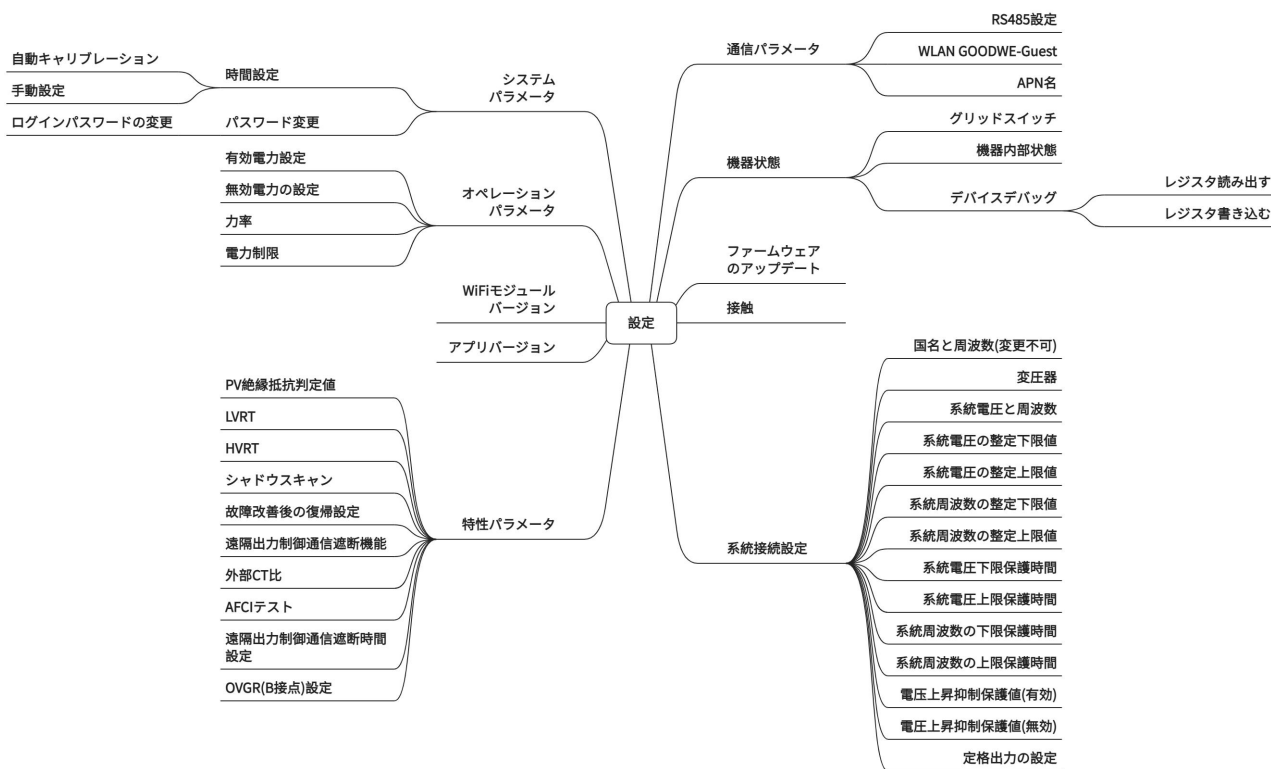 自動キャリブレーション
手動設定
ログインパスワードの変更
時間設定
パスワード変更
システム
パラメータ
有効電力設定
無効電力の設定
力率
電力制限
オペレーション
パラメータ
WiFiモジュール
バージョン
アプリバージョン
PV絶縁抵抗判定値
LVRT
HVRT
シャドウスキャン
故障改善後の復帰設定
遠隔出力制御通信遮断機能
外部CT比
AFCIテスト
遠隔出力制御通信遮断時間
設定
OVGR(B接点)設定
特性パラメータ
設定
通信パラメータ
RS485設定
WLAN GOODWE-Guest
APN名
機器状態
グリッドスイッチ
機器内部状態
デバイスデバッグ
レジスタ読み出す
レジスタ書き込む
ファームウェア
のアップデート
接触
系統接続設定
国名と周波数(変更不可)
変圧器
系統電圧と周波数
系統電圧の整定下限値
系統電圧の整定上限値
系統周波数の整定下限値
系統周波数の整定上限値
系統電圧下限保護時間
系統電圧上限保護時間
系統周波数の下限保護時間
系統周波数の上限保護時間
電圧上昇抑制保護値(有効)
電圧上昇抑制保護値(無効)
定格出力の設定